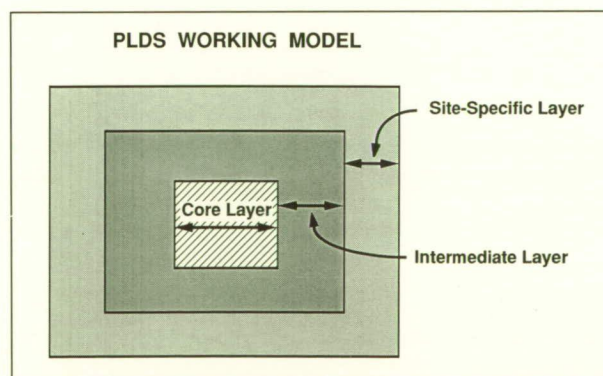 PLDS WORKING MODEL
Site-Specific Layer
Core Layer
Intermediate Layer